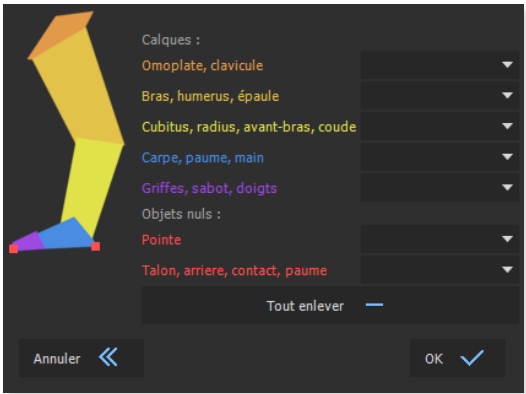 Calques :
Omoplate, clavicule
Bras, humerus, épaule
Cubitus, radius, avant-bras, coude
Carpe, paume, main
Griffes, sabot, doigts
Objets nuls :
Pointe
Talon, arriere, contact, paume
Tout enlever
Annuler
OK